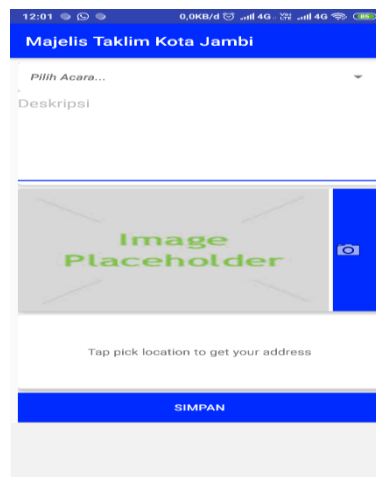 12:01 0,0KB/d 4G 4G
Majelis Taklim Kota Jambi
Pilih Acara...
Deskripsi
Image
Placeholder
Tap pick location to get your address
SIMPAN